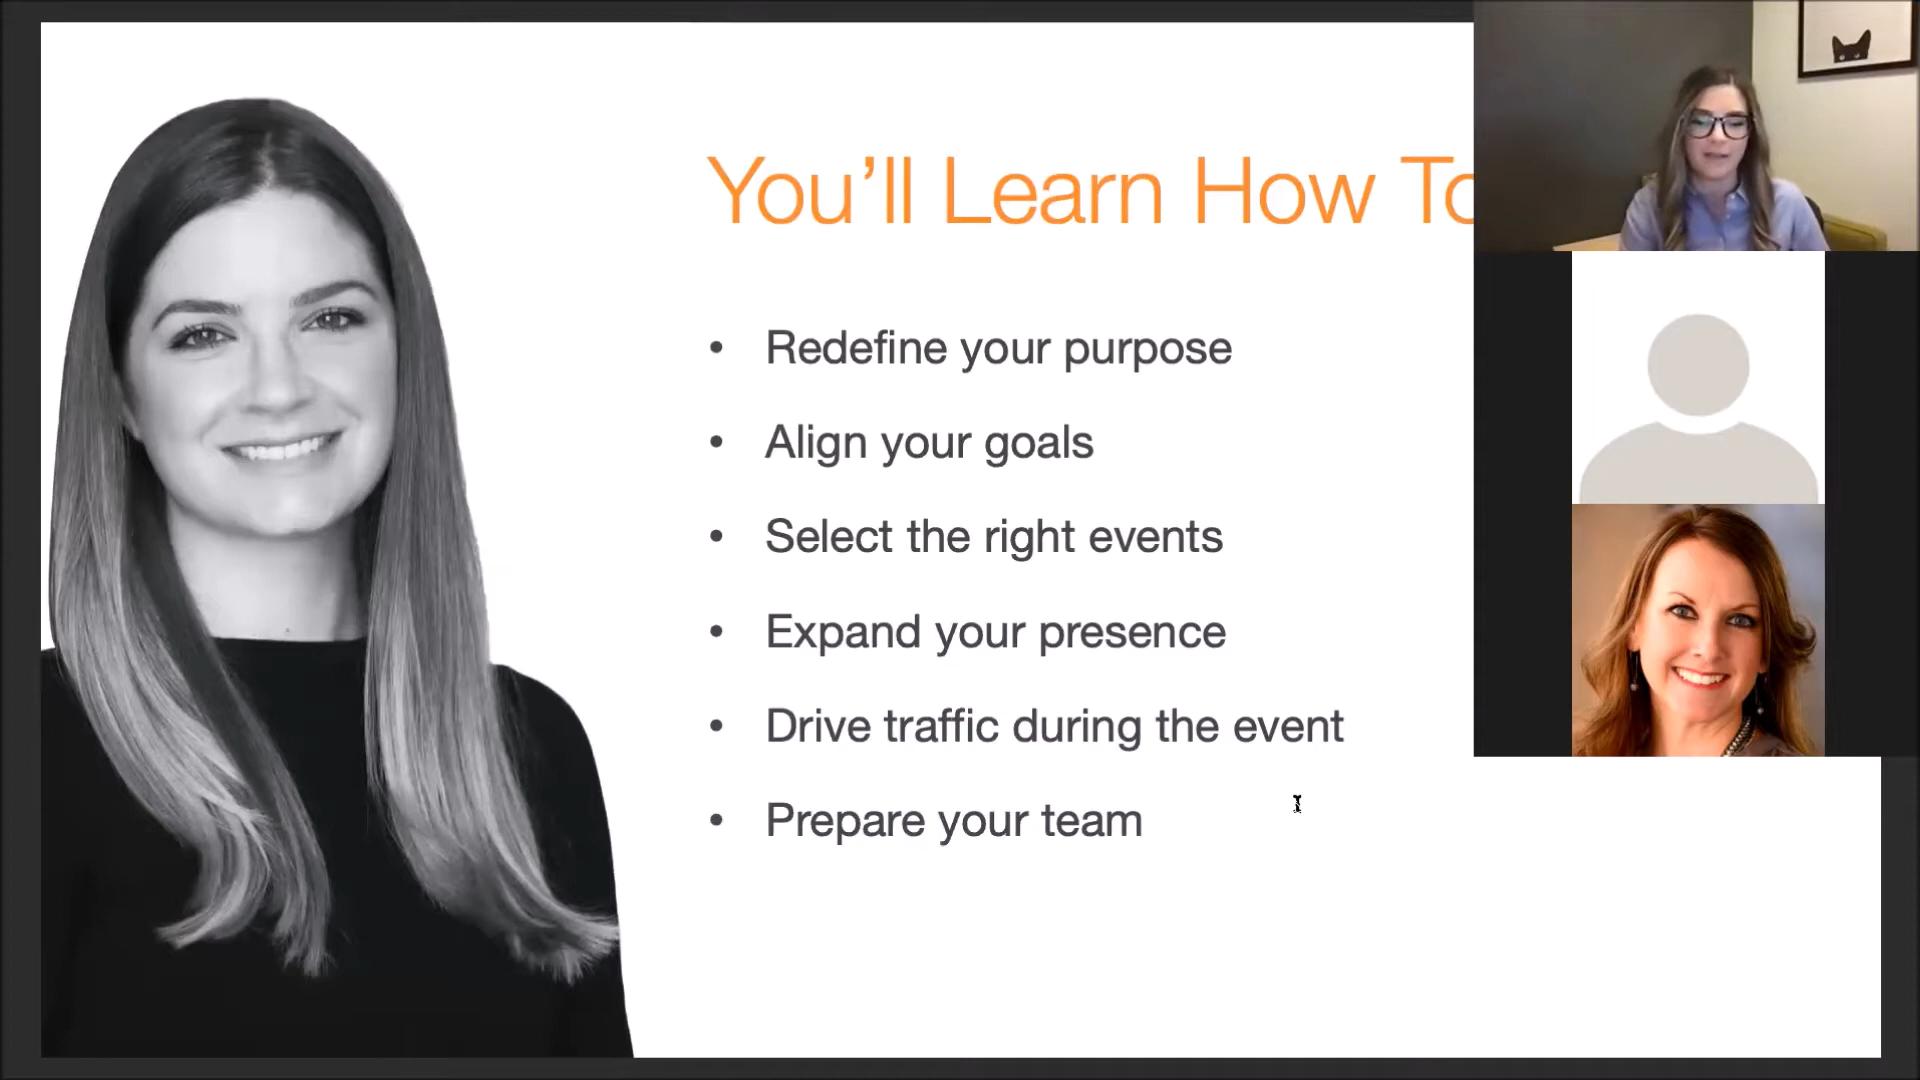 You'll Learn How To
• Redefine your purpose
• Align your goals
• Select the right events
• Expand your presence
• Drive traffic during the event
• Prepare your team